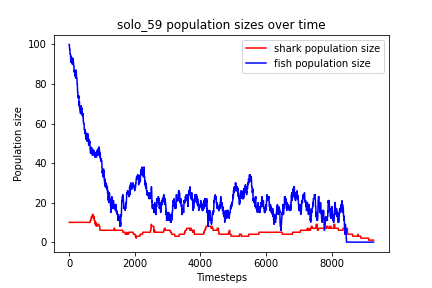 solo_59 population sizes over time
shark population size
fish population size
Population size
100
80
60
40
20
0
0 2000 4000 6000 8000
Timesteps